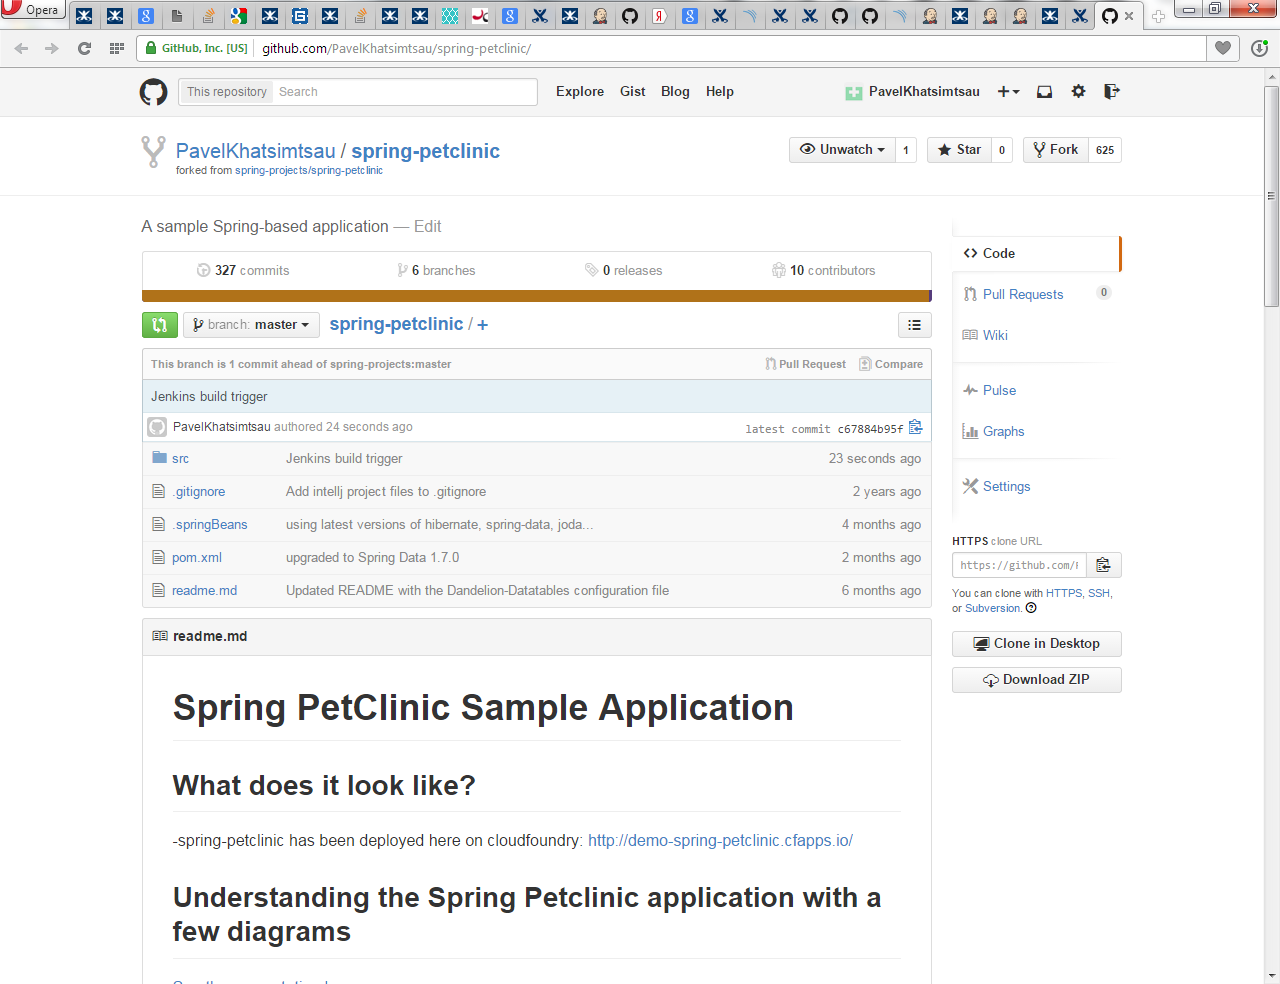 Opera
GitHub, Inc. [US] github.com/PavelKhatsimtsau/spring-petclinic/
This repository Search Explore Gist Blog Help PavelKhatsimtsau
PavelKhatsimtsau / spring-petclinic
forked from spring-projects/spring-petclinic
Unwatch 1 Star 0 Fork 625
A sample Spring-based application — Edit
327 commits 6 branches 0 releases 10 contributors
branch: master spring-petclinic / +
This branch is 1 commit ahead of spring-projects:master Pull Request Compare
Jenkins build trigger
PavelKhatsimtsau authored 24 seconds ago latest commit c67884b95f
src Jenkins build trigger 23 seconds ago
.gitignore Add intellj project files to .gitignore 2 years ago
.springBeans using latest versions of hibernate, spring-data, joda... 4 months ago
pom.xml upgraded to Spring Data 1.7.0 2 months ago
readme.md Updated README with the Dandelion-Datatables configuration file 6 months ago
readme.md
Spring PetClinic Sample Application
What does it look like?
-spring-petclinic has been deployed here on cloudfoundry: http://demo-spring-petclinic.cfapps.io/
Understanding the Spring Petclinic application with a
few diagrams
Code
Pull Requests 0
Wiki
Pulse
Graphs
Settings
HTTPS clone URL
https://github.com/
You can clone with HTTPS, SSH,
or Subversion.
Clone in Desktop
Download ZIP